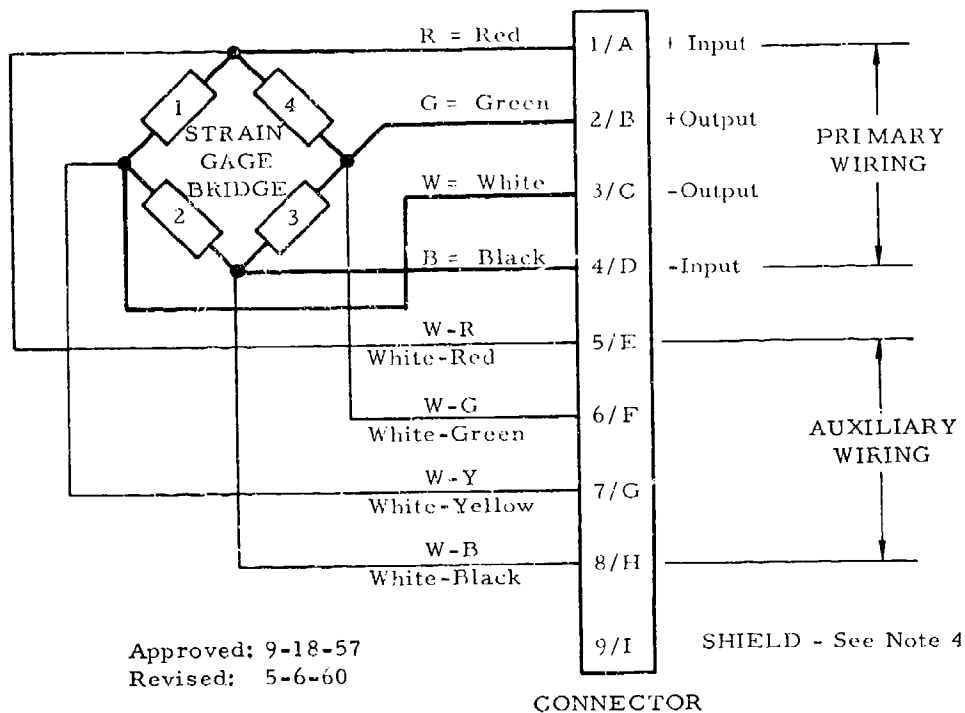 R = Red
1/A
+ Input
1
4
STRAIN
GAGE
BRIDGE
2
3
G = Green
2/B
+Output
PRIMARY
WIRING
W = White
3/C
-Output
B = Black
4/D
-Input
W-R
White-Red
5/E
W-G
White-Green
6/F
AUXILIARY
WIRING
W-Y
White-Yellow
7/G
W-B
White-Black
8/H
9/I
SHIELD - See Note 4
Approved: 9-18-57
Revised: 5-6-60
CONNECTOR